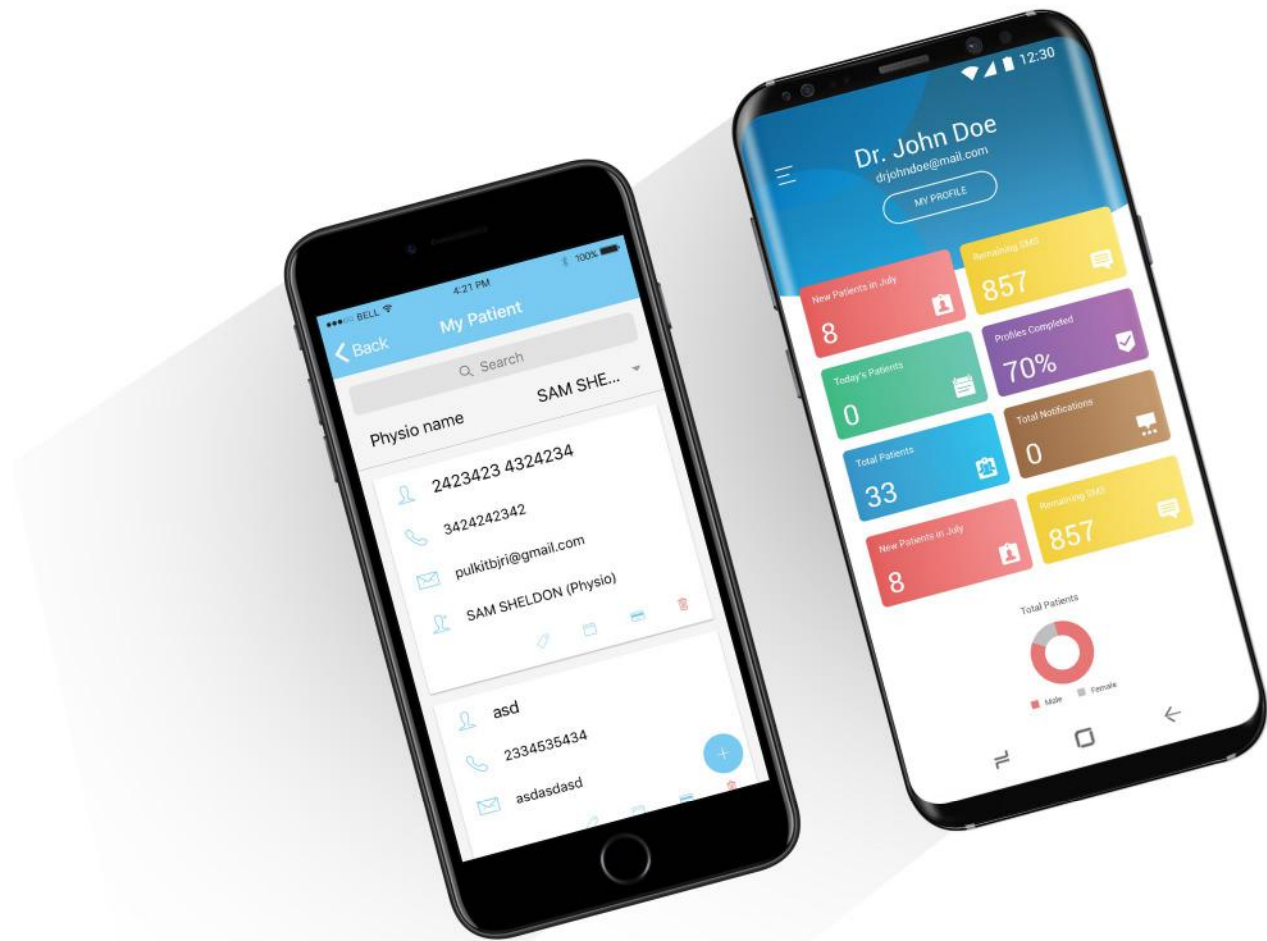 BELL
4:21 PM
100%
Back
My Patient
Search
Physio name
SAM SHE...
2423423 4324234
3424242342
pulkitbjri@gmail.com
SAM SHELDON (Physio)
asd
2334535434
asdasdasd
12:30
Dr. John Doe
drjohndoe@mail.com
MY PROFILE
New Patients in July
8
Remaining SMS
857
Today's Patients
0
Profiles Completed
70%
Total Patients
33
Total Notifications
0
New Patients in July
8
Remaining SMS
857
Total Patients
Male
Female